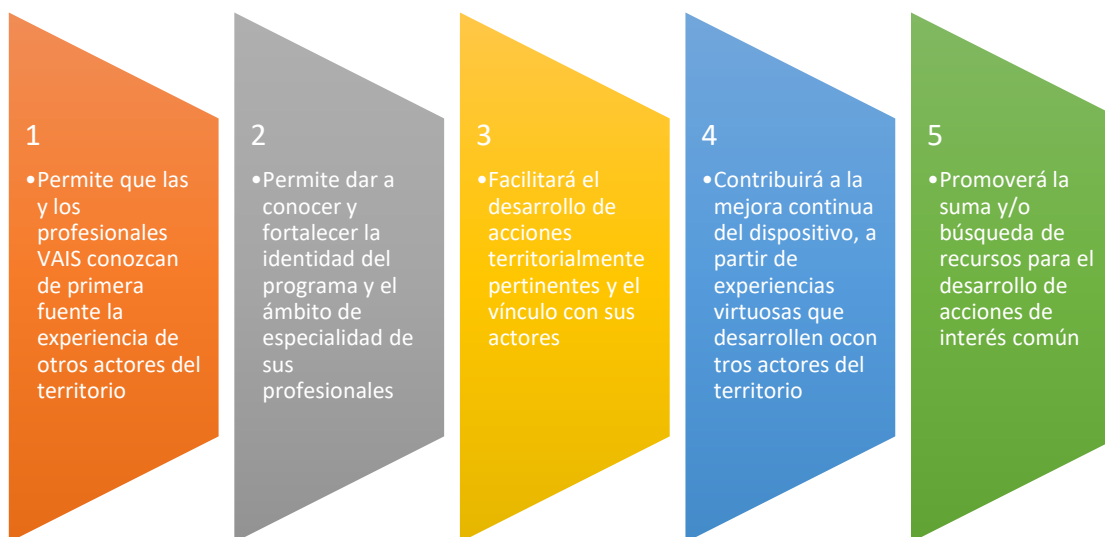 1
•Permite que las
y los
profesionales
VAIS conozcan
de primera
fuente la
experiencia de
otros actores del
territorio
2
•Permite dar a
conocer y
fortalecer la
identidad del
programa y el
ámbito de
especialidad de
sus
profesionales
3
•Facilitará el
desarrollo de
acciones
territorialmente
pertinentes y el
vínculo con sus
actores
4
•Contribuirá a la
mejora continua
del dispositivo, a
partir de
experiencias
virtuosas que
desarrollen ocon
tros actores del
territorio
5
•Promoverá la
suma y/o
búsqueda de
recursos para el
desarrollo de
acciones de
interés común